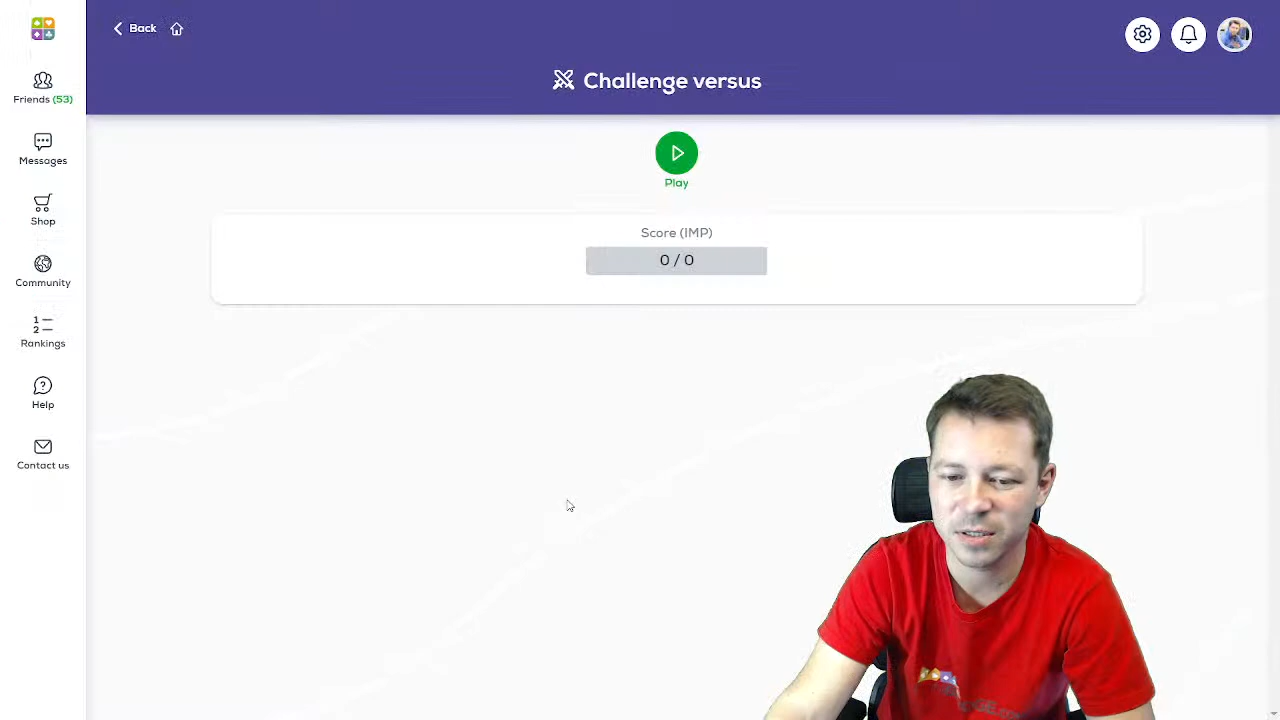 Back
Challenge versus
Friends (53)
Messages
Shop
Community
1
2
Rankings
?
Help
Contact us
Play
Score (IMP)
0 / 0